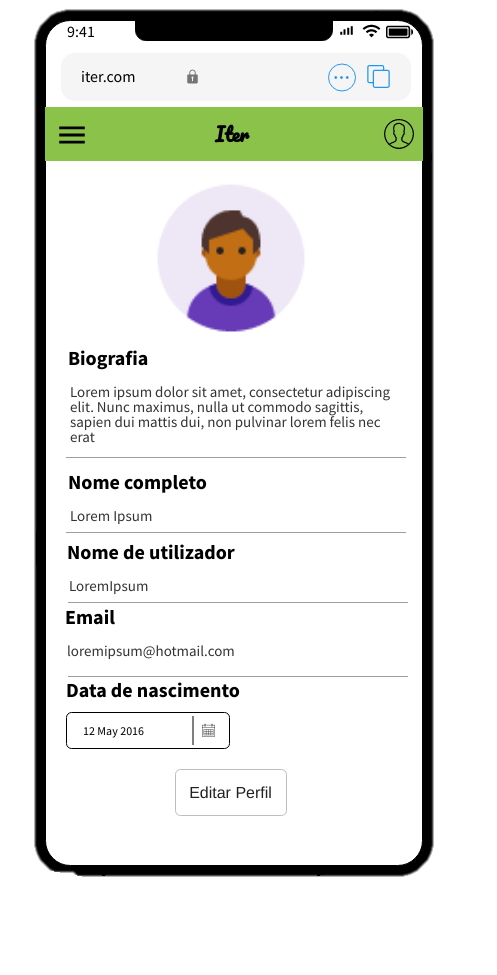 9:41
iter.com
Iter
Biografia
Lorem ipsum dolor sit amet, consectetur adipiscing
elit. Nunc maximus, nulla ut commodo sagittis,
sapien dui mattis dui, non pulvinar lorem felis nec
erat
Nome completo
Lorem Ipsum
Nome de utilizador
LoremIpsum
Email
loremipsum@hotmail.com
Data de nascimento
12 May 2016
Editar Perfil